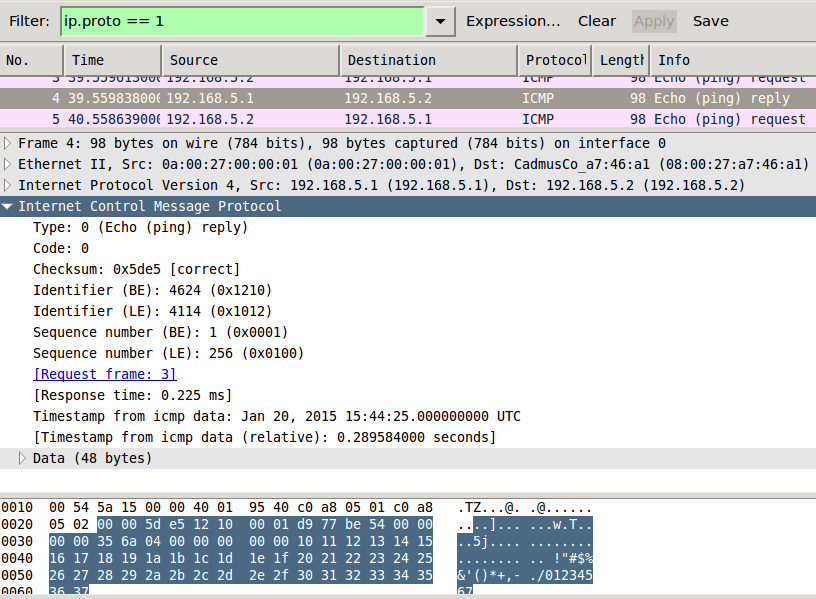 Filter: ip.proto == 1 Expression... Clear Apply Save
No. Time Source Destination Protocol Length Info
3 39.559613000 192.168.5.2 192.168.5.1 ICMP 98 Echo (ping) request
4 39.559838000 192.168.5.1 192.168.5.2 ICMP 98 Echo (ping) reply
5 40.558639000 192.168.5.2 192.168.5.1 ICMP 98 Echo (ping) request
Frame 4: 98 bytes on wire (784 bits), 98 bytes captured (784 bits) on interface 0
Ethernet II, Src: 0a:00:27:00:00:01 (0a:00:27:00:00:01), Dst: CadmusCo_a7:46:a1 (08:00:27:a7:46:a1)
Internet Protocol Version 4, Src: 192.168.5.1 (192.168.5.1), Dst: 192.168.5.2 (192.168.5.2)
Internet Control Message Protocol
Type: 0 (Echo (ping) reply)
Code: 0
Checksum: 0x5de5 [correct]
Identifier (BE): 4624 (0x1210)
Identifier (LE): 4114 (0x1012)
Sequence number (BE): 1 (0x0001)
Sequence number (LE): 256 (0x0100)
[Request frame: 3]
[Response time: 0.225 ms]
Timestamp from icmp data: Jan 20, 2015 15:44:25.000000000 UTC
[Timestamp from icmp data (relative): 0.289584000 seconds]
Data (48 bytes)
0010 00 54 5a 15 00 00 40 01 95 40 c0 a8 05 01 c0 a8 .TZ...@. .@......
0020 05 02 00 00 5d e5 12 10 00 01 d9 77 be 54 00 00 ....]... ...w.T..
0030 00 00 35 6a 04 00 00 00 00 00 10 11 12 13 14 15 ..5j.... ........
0040 16 17 18 19 1a 1b 1c 1d 1e 1f 20 21 22 23 24 25 ........ .. !"#$%
0050 26 27 28 29 2a 2b 2c 2d 2e 2f 30 31 32 33 34 35 &'()*+,- ./012345
0060 36 37 67